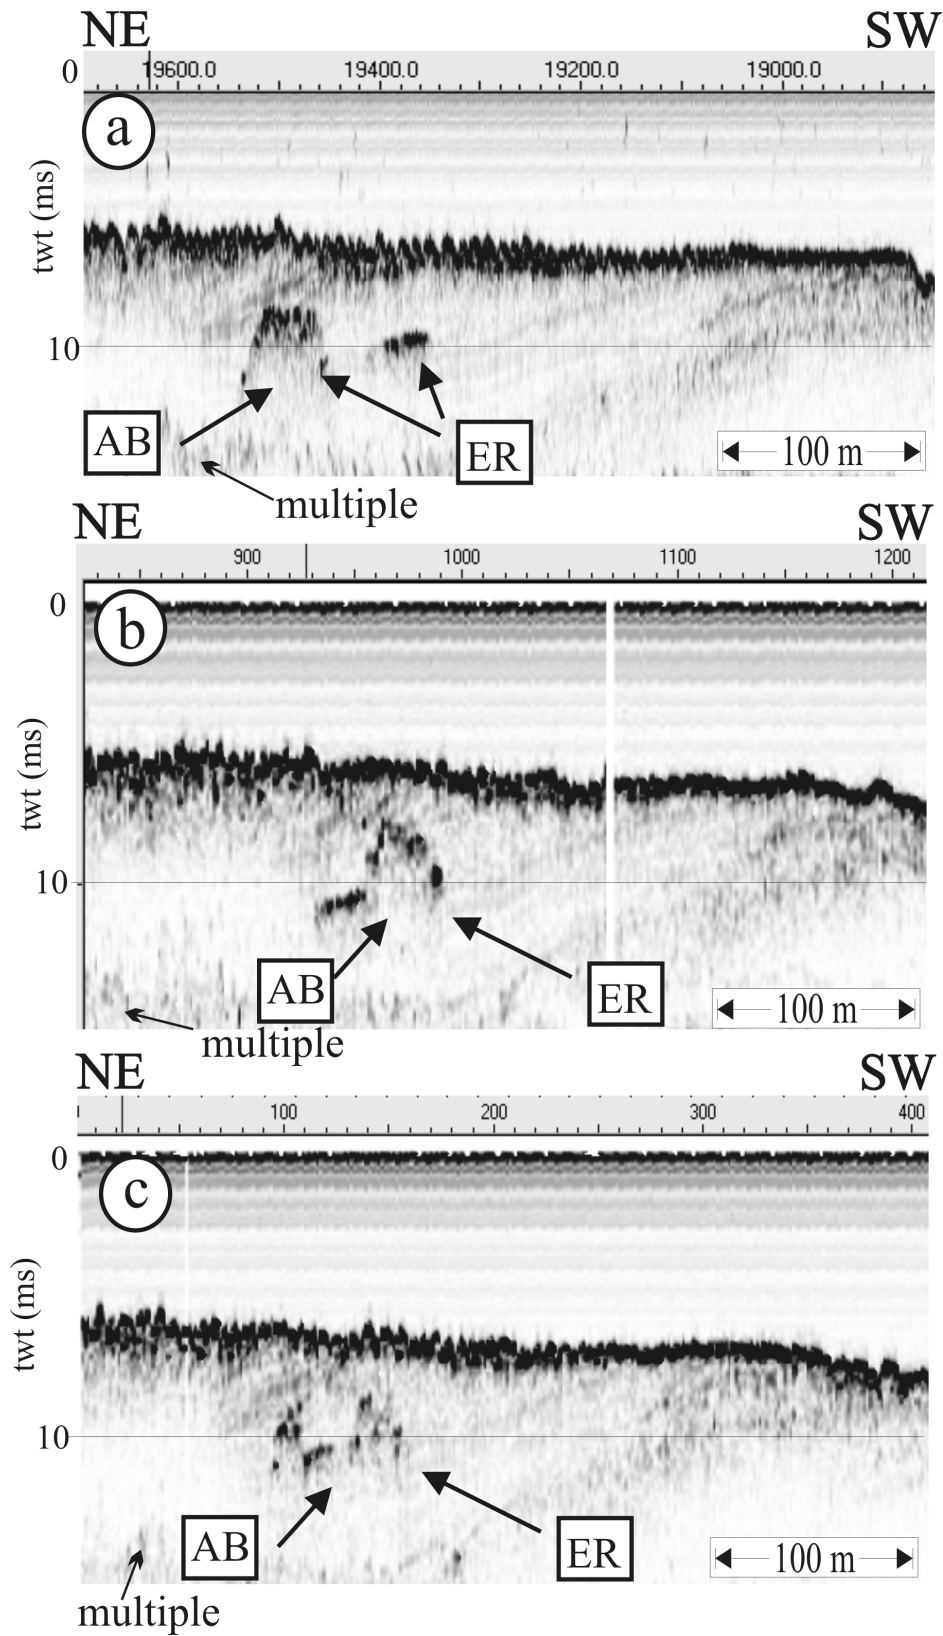 NE SW
0 19600.0 19400.0 19200.0 19000.0
a
twt (ms)
10
AB ER
100 m
multiple
NE SW
900 1000 1100 1200
0
b
twt (ms)
10
AB ER
100 m
multiple
NE SW
100 200 300 400
0
c
twt (ms)
10
AB ER
100 m
multiple